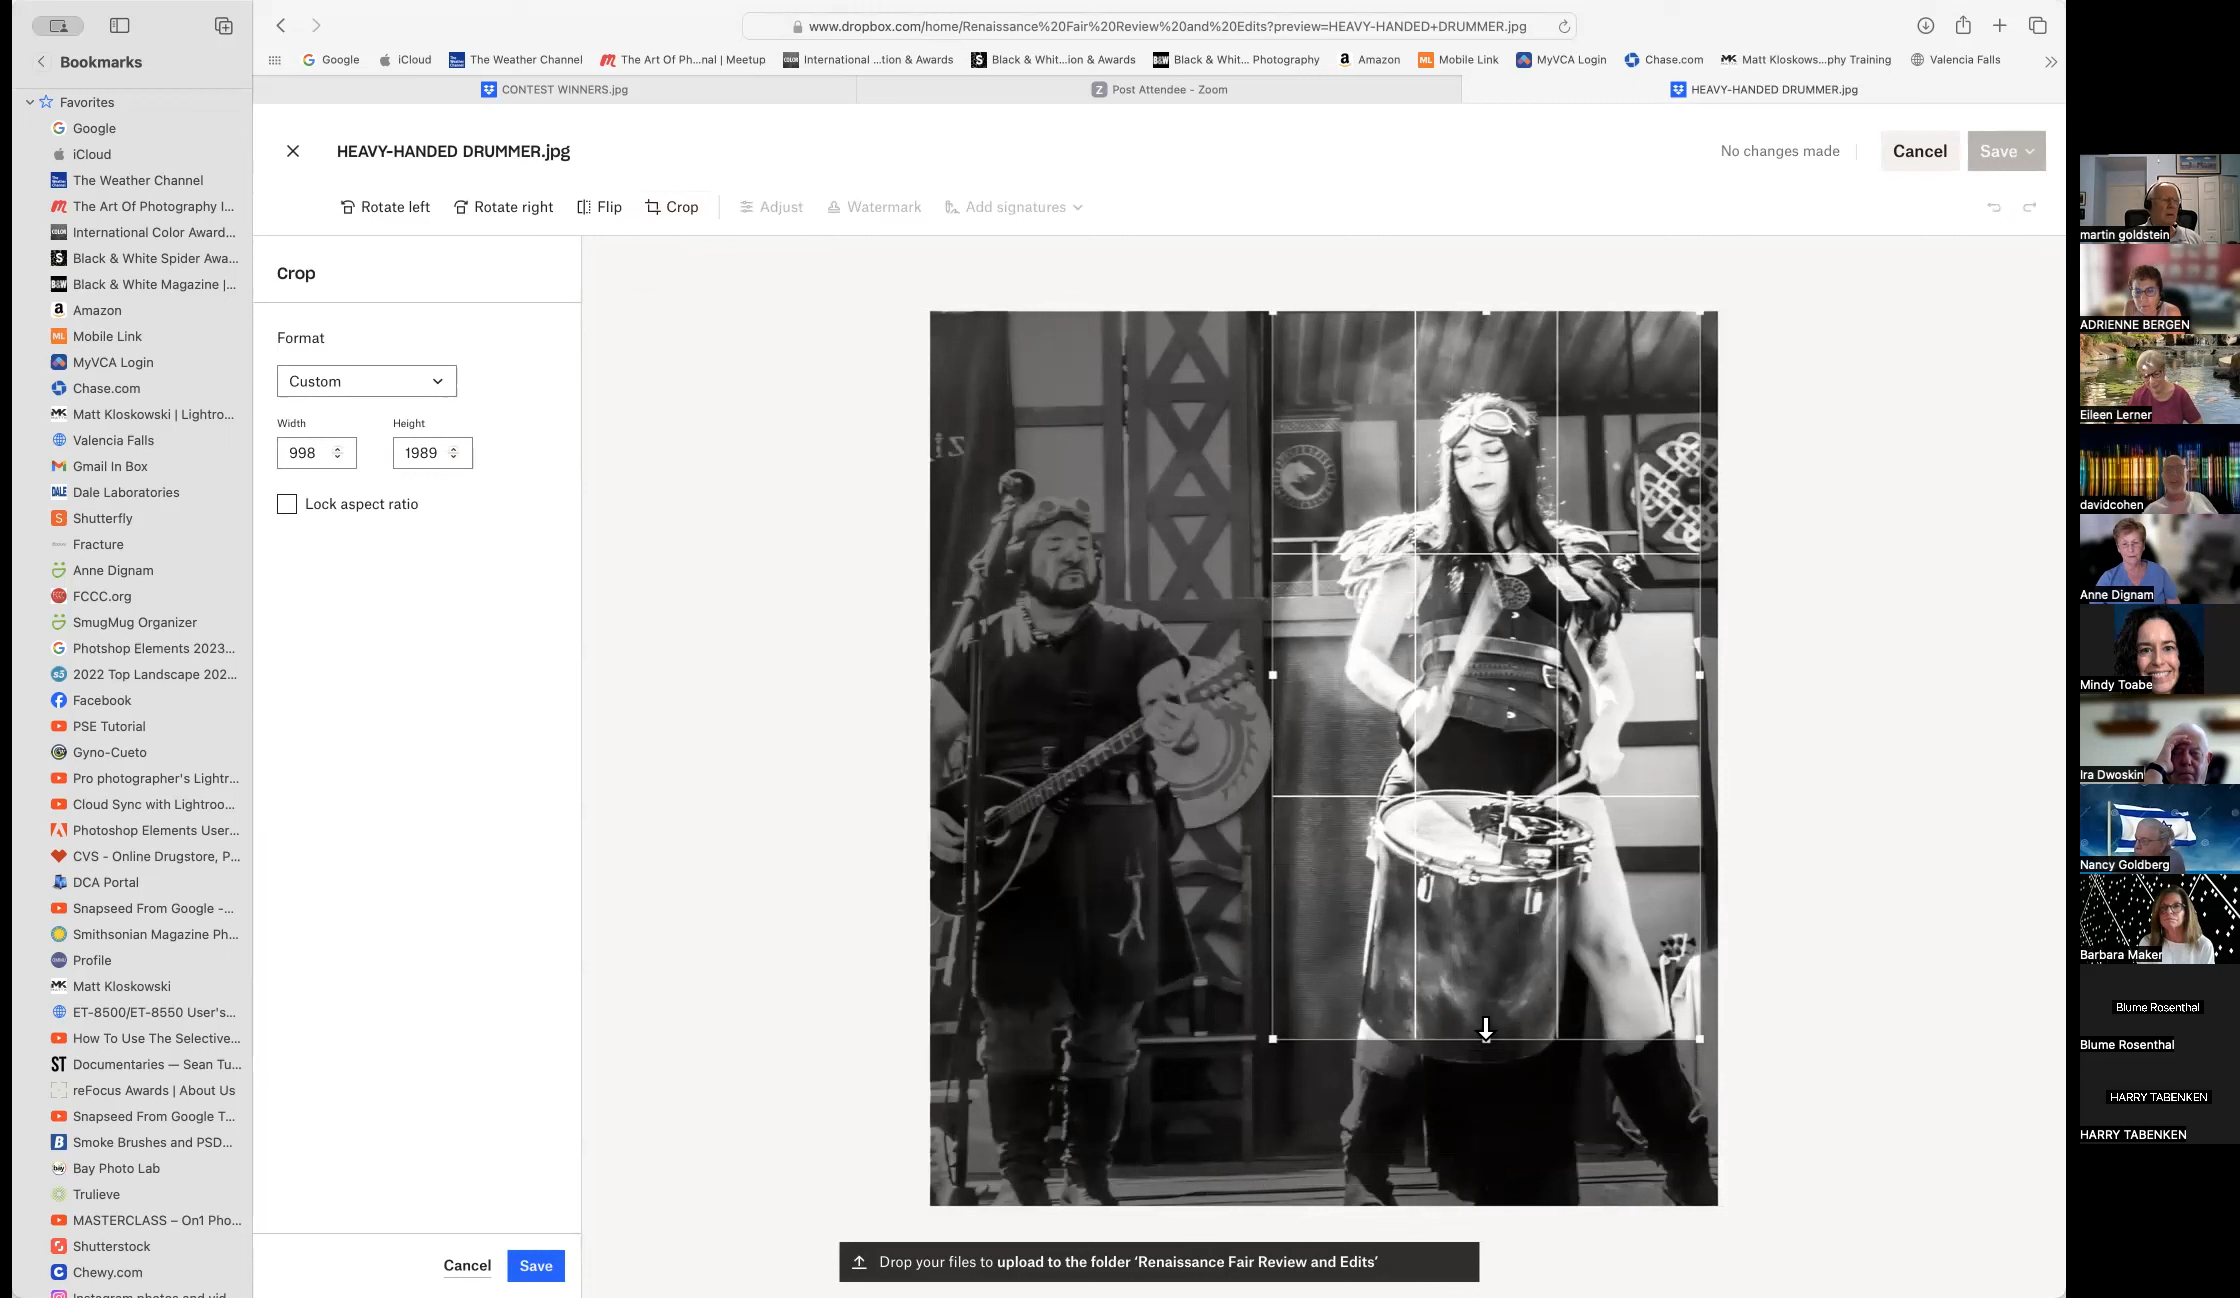 www.dropbox.com/home/Renaissance%20Fair%20Review%20and%20Edits?preview=HEAVY-HANDED+DRUMMER.jpg
Bookmarks
Google
iCloud
The Weather Channel
The Art Of Ph...nal | Meetup
International ...tion & Awards
Black & Whit...ion & Awards
Black & Whit... Photography
Amazon
Mobile Link
MyVCA Login
Chase.com
Matt Kloskows...phy Training
Valencia Falls
CONTEST WINNERS.jpg
Post Attendee - Zoom
HEAVY-HANDED DRUMMER.jpg
Favorites
Google
iCloud
The Weather Channel
The Art Of Photography I...
International Color Award...
Black & White Spider Awa...
Black & White Magazine |...
Amazon
Mobile Link
MyVCA Login
Chase.com
Matt Kloskowski | Lightro...
Valencia Falls
Gmail In Box
Dale Laboratories
Shutterfly
Fracture
Anne Dignam
FCCC.org
SmugMug Organizer
Photshop Elements 2023...
2022 Top Landscape 202...
Facebook
PSE Tutorial
Gyno-Cueto
Pro photographer's Lightr...
Cloud Sync with Lightroo...
Photoshop Elements User...
CVS - Online Drugstore, P...
DCA Portal
Snapseed From Google -...
Smithsonian Magazine Ph...
Profile
Matt Kloskowski
ET-8500/ET-8550 User's...
How To Use The Selective...
Documentaries — Sean Tu...
reFocus Awards | About Us
Snapseed From Google T...
Smoke Brushes and PSD...
Bay Photo Lab
Trulieve
MASTERCLASS – On1 Pho...
Shutterstock
Chewy.com
HEAVY-HANDED DRUMMER.jpg
No changes made
Cancel
Save
Rotate left
Rotate right
Flip
Crop
Adjust
Watermark
Add signatures
Crop
Format
Custom
Width
Height
998
1989
Lock aspect ratio
Cancel
Save
Drop your files to upload to the folder ‘Renaissance Fair Review and Edits’
martin goldstein
ADRIENNE BERGEN
Eileen Lerner
davidcohen
Anne Dignam
Mindy Toabe
Ira Dwoskin
Nancy Goldberg
Barbara Maker
Blume Rosenthal
Blume Rosenthal
HARRY TABENKEN
HARRY TABENKEN